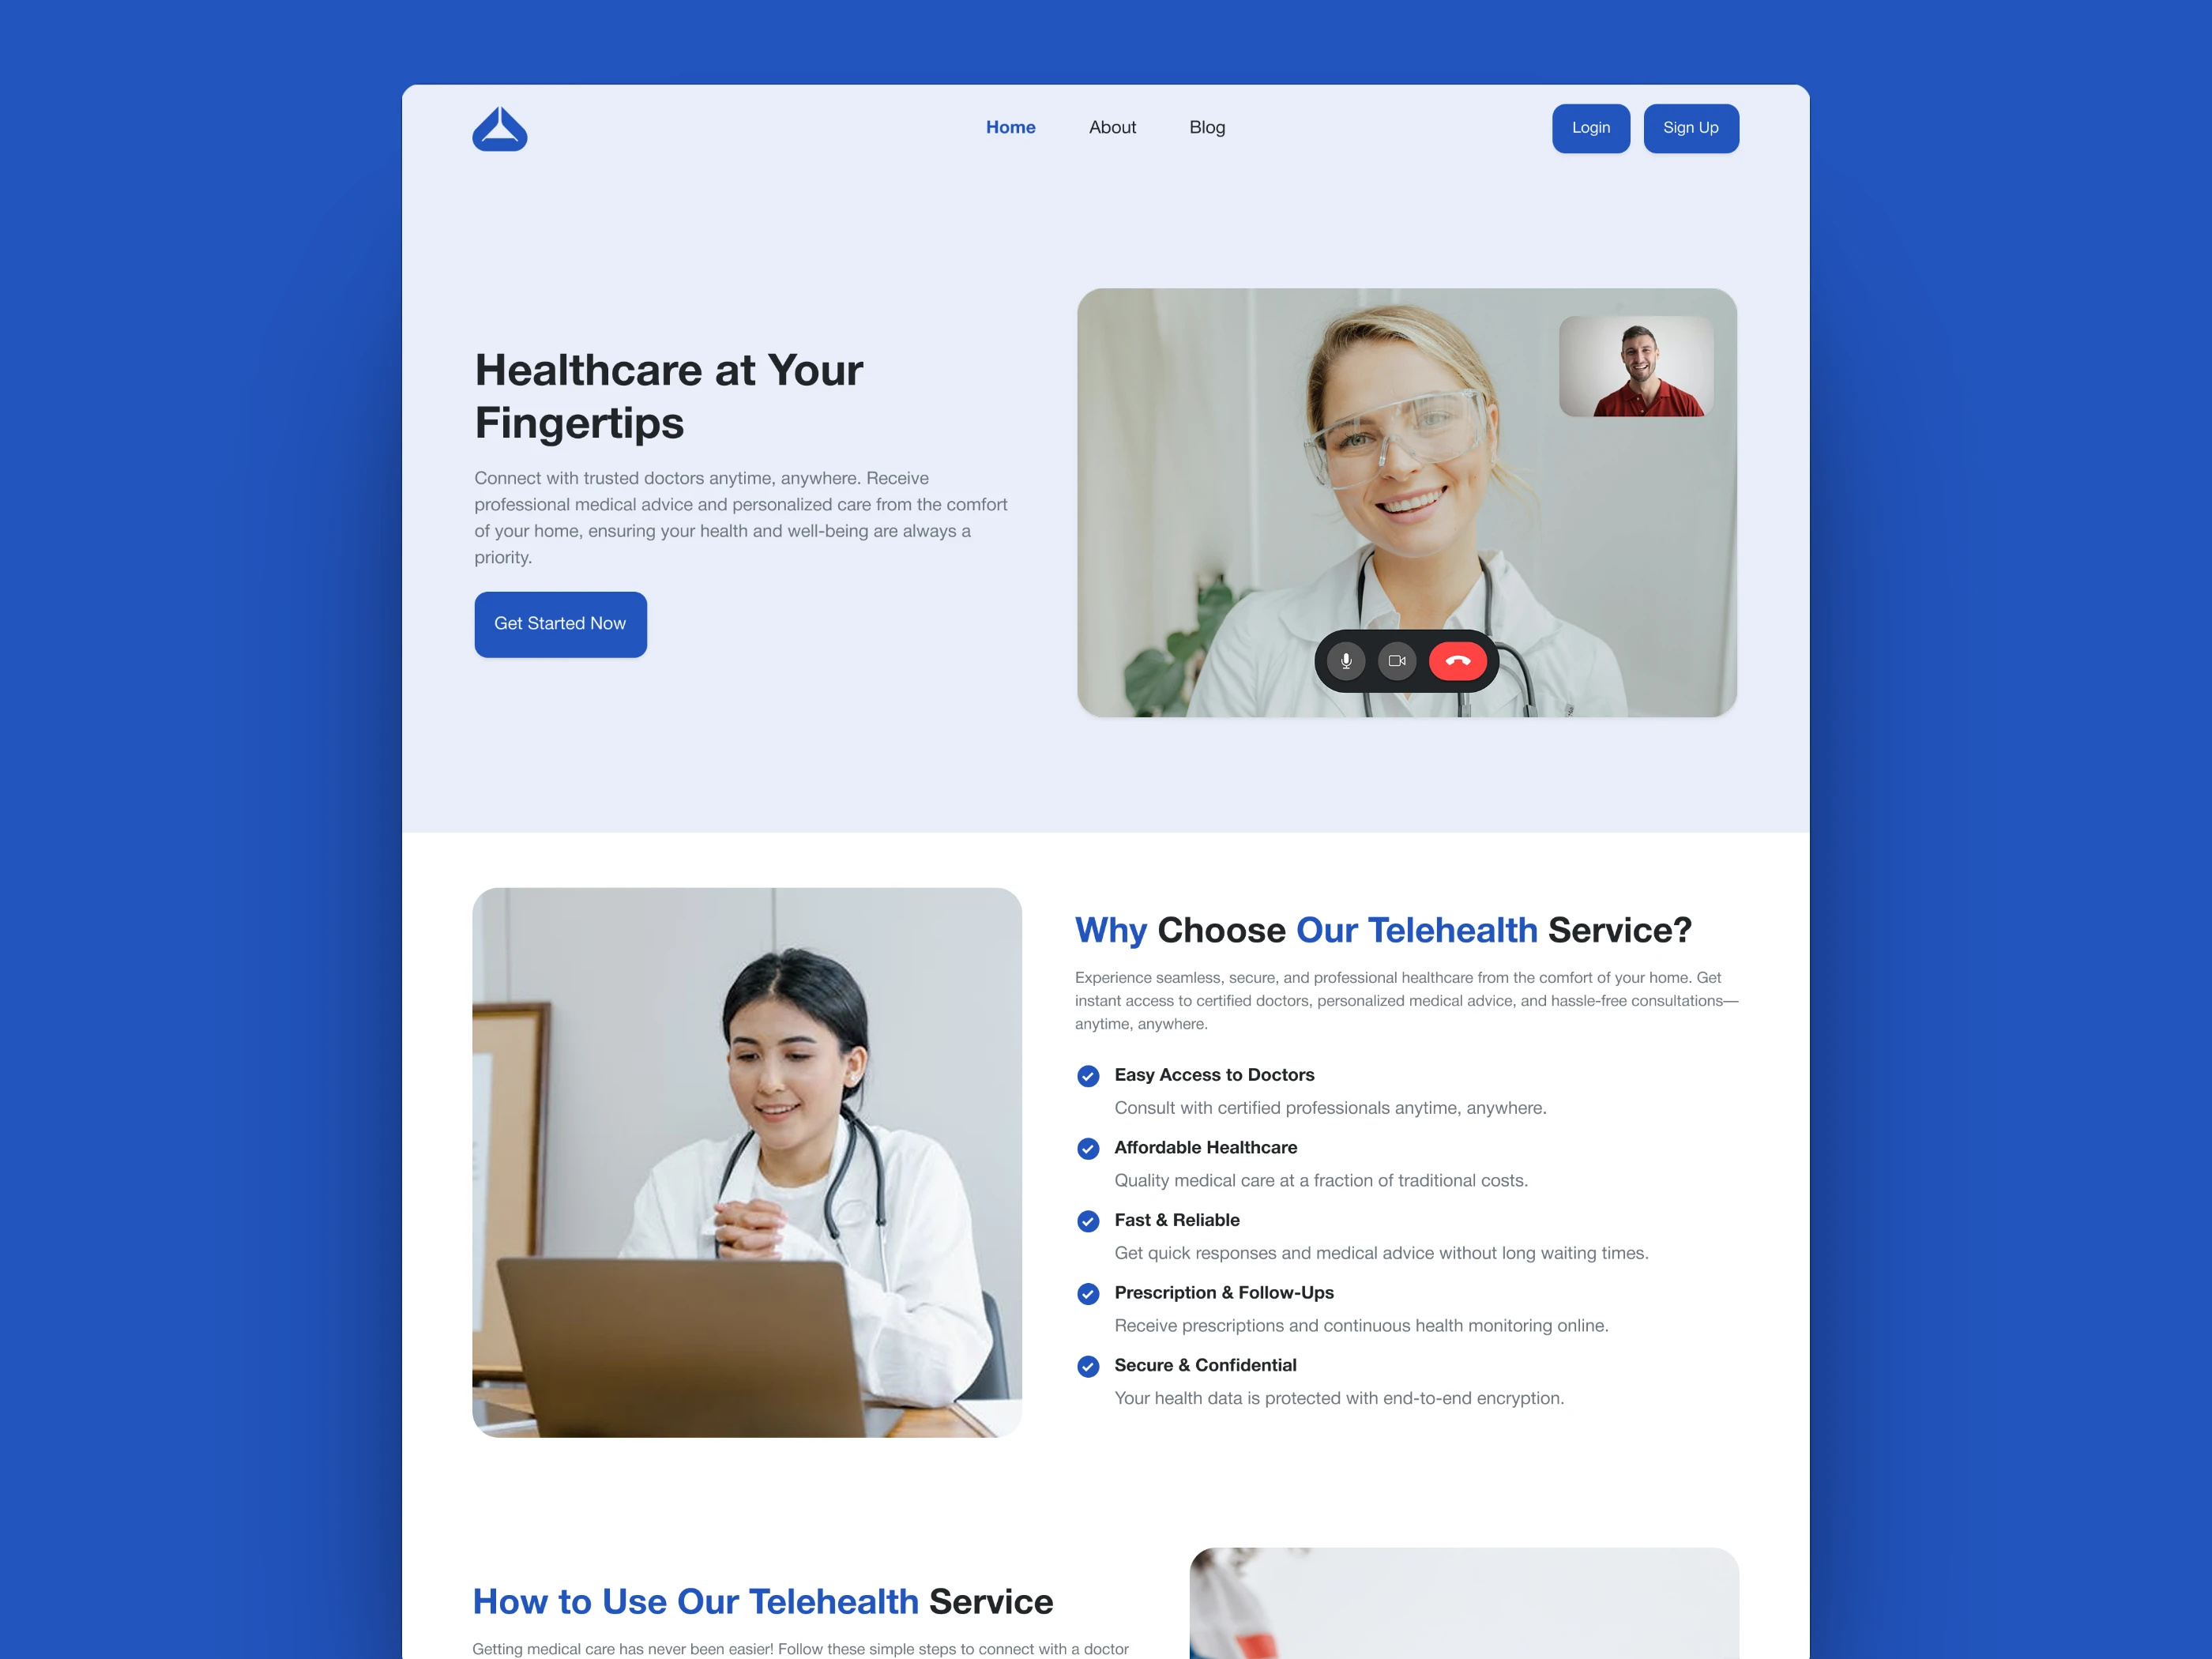 Home About Blog Login Sign Up
Healthcare at Your
Fingertips
Connect with trusted doctors anytime, anywhere. Receive
professional medical advice and personalized care from the comfort
of your home, ensuring your health and well-being are always a
priority.
Get Started Now
Why Choose Our Telehealth Service?
Experience seamless, secure, and professional healthcare from the comfort of your home. Get
instant access to certified doctors, personalized medical advice, and hassle-free consultations—
anytime, anywhere.
Easy Access to Doctors
Consult with certified professionals anytime, anywhere.
Affordable Healthcare
Quality medical care at a fraction of traditional costs.
Fast & Reliable
Get quick responses and medical advice without long waiting times.
Prescription & Follow-Ups
Receive prescriptions and continuous health monitoring online.
Secure & Confidential
Your health data is protected with end-to-end encryption.
How to Use Our Telehealth Service
Getting medical care has never been easier! Follow these simple steps to connect with a doctor